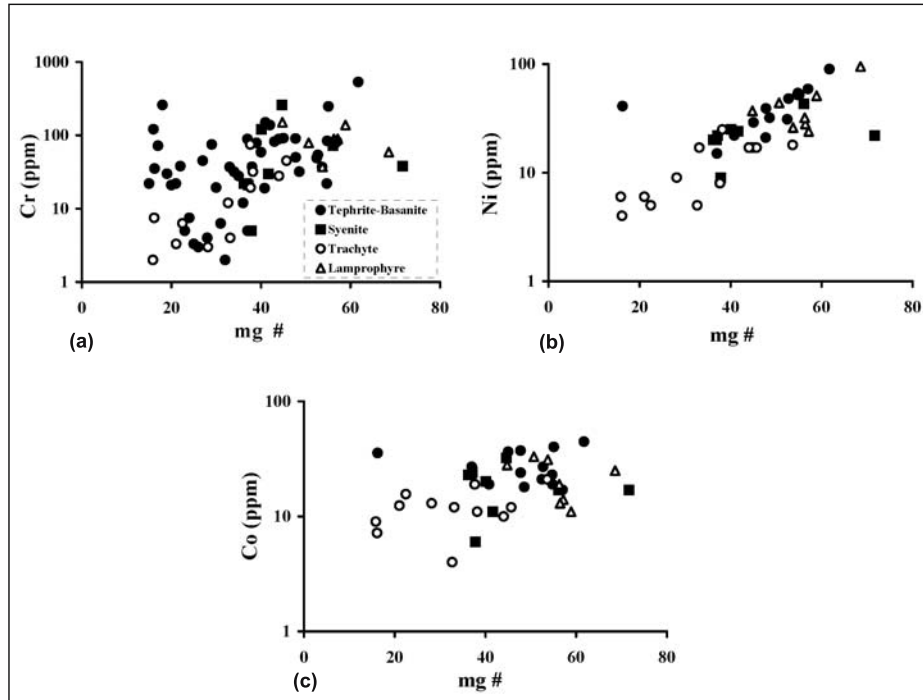 1000
100
10
1
Cr (ppm)
0 20 40 60 80
mg #
(a)
Tephrite-Basanite
Syenite
Trachyte
Lamprophyre
100
10
1
Ni (ppm)
0 20 40 60 80
mg #
(b)
100
10
1
Co (ppm)
0 20 40 60 80
mg #
(c)